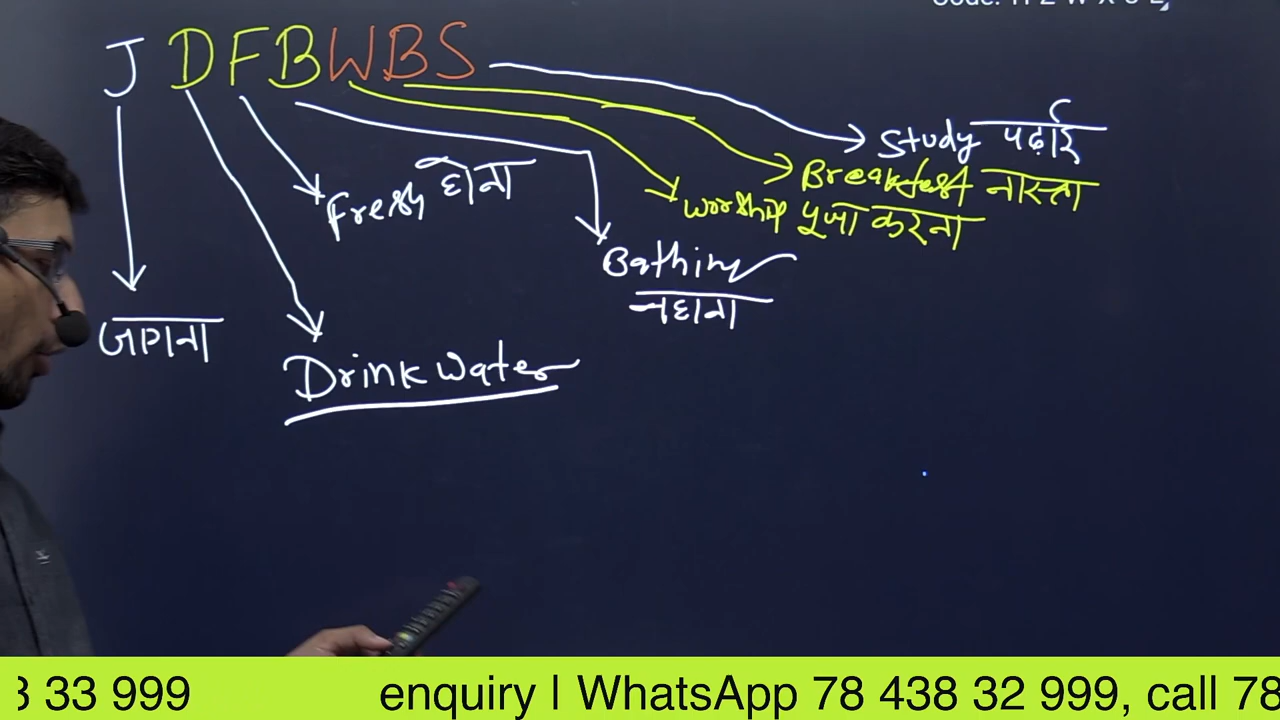 J D F B W B S
Study पढ़ाई
Breakfast नास्ता
Worship पूजा करना
Fresh होना
Bathing
नहाना
जगना
Drink water
33 999 enquiry | WhatsApp 78 438 32 999, call 78